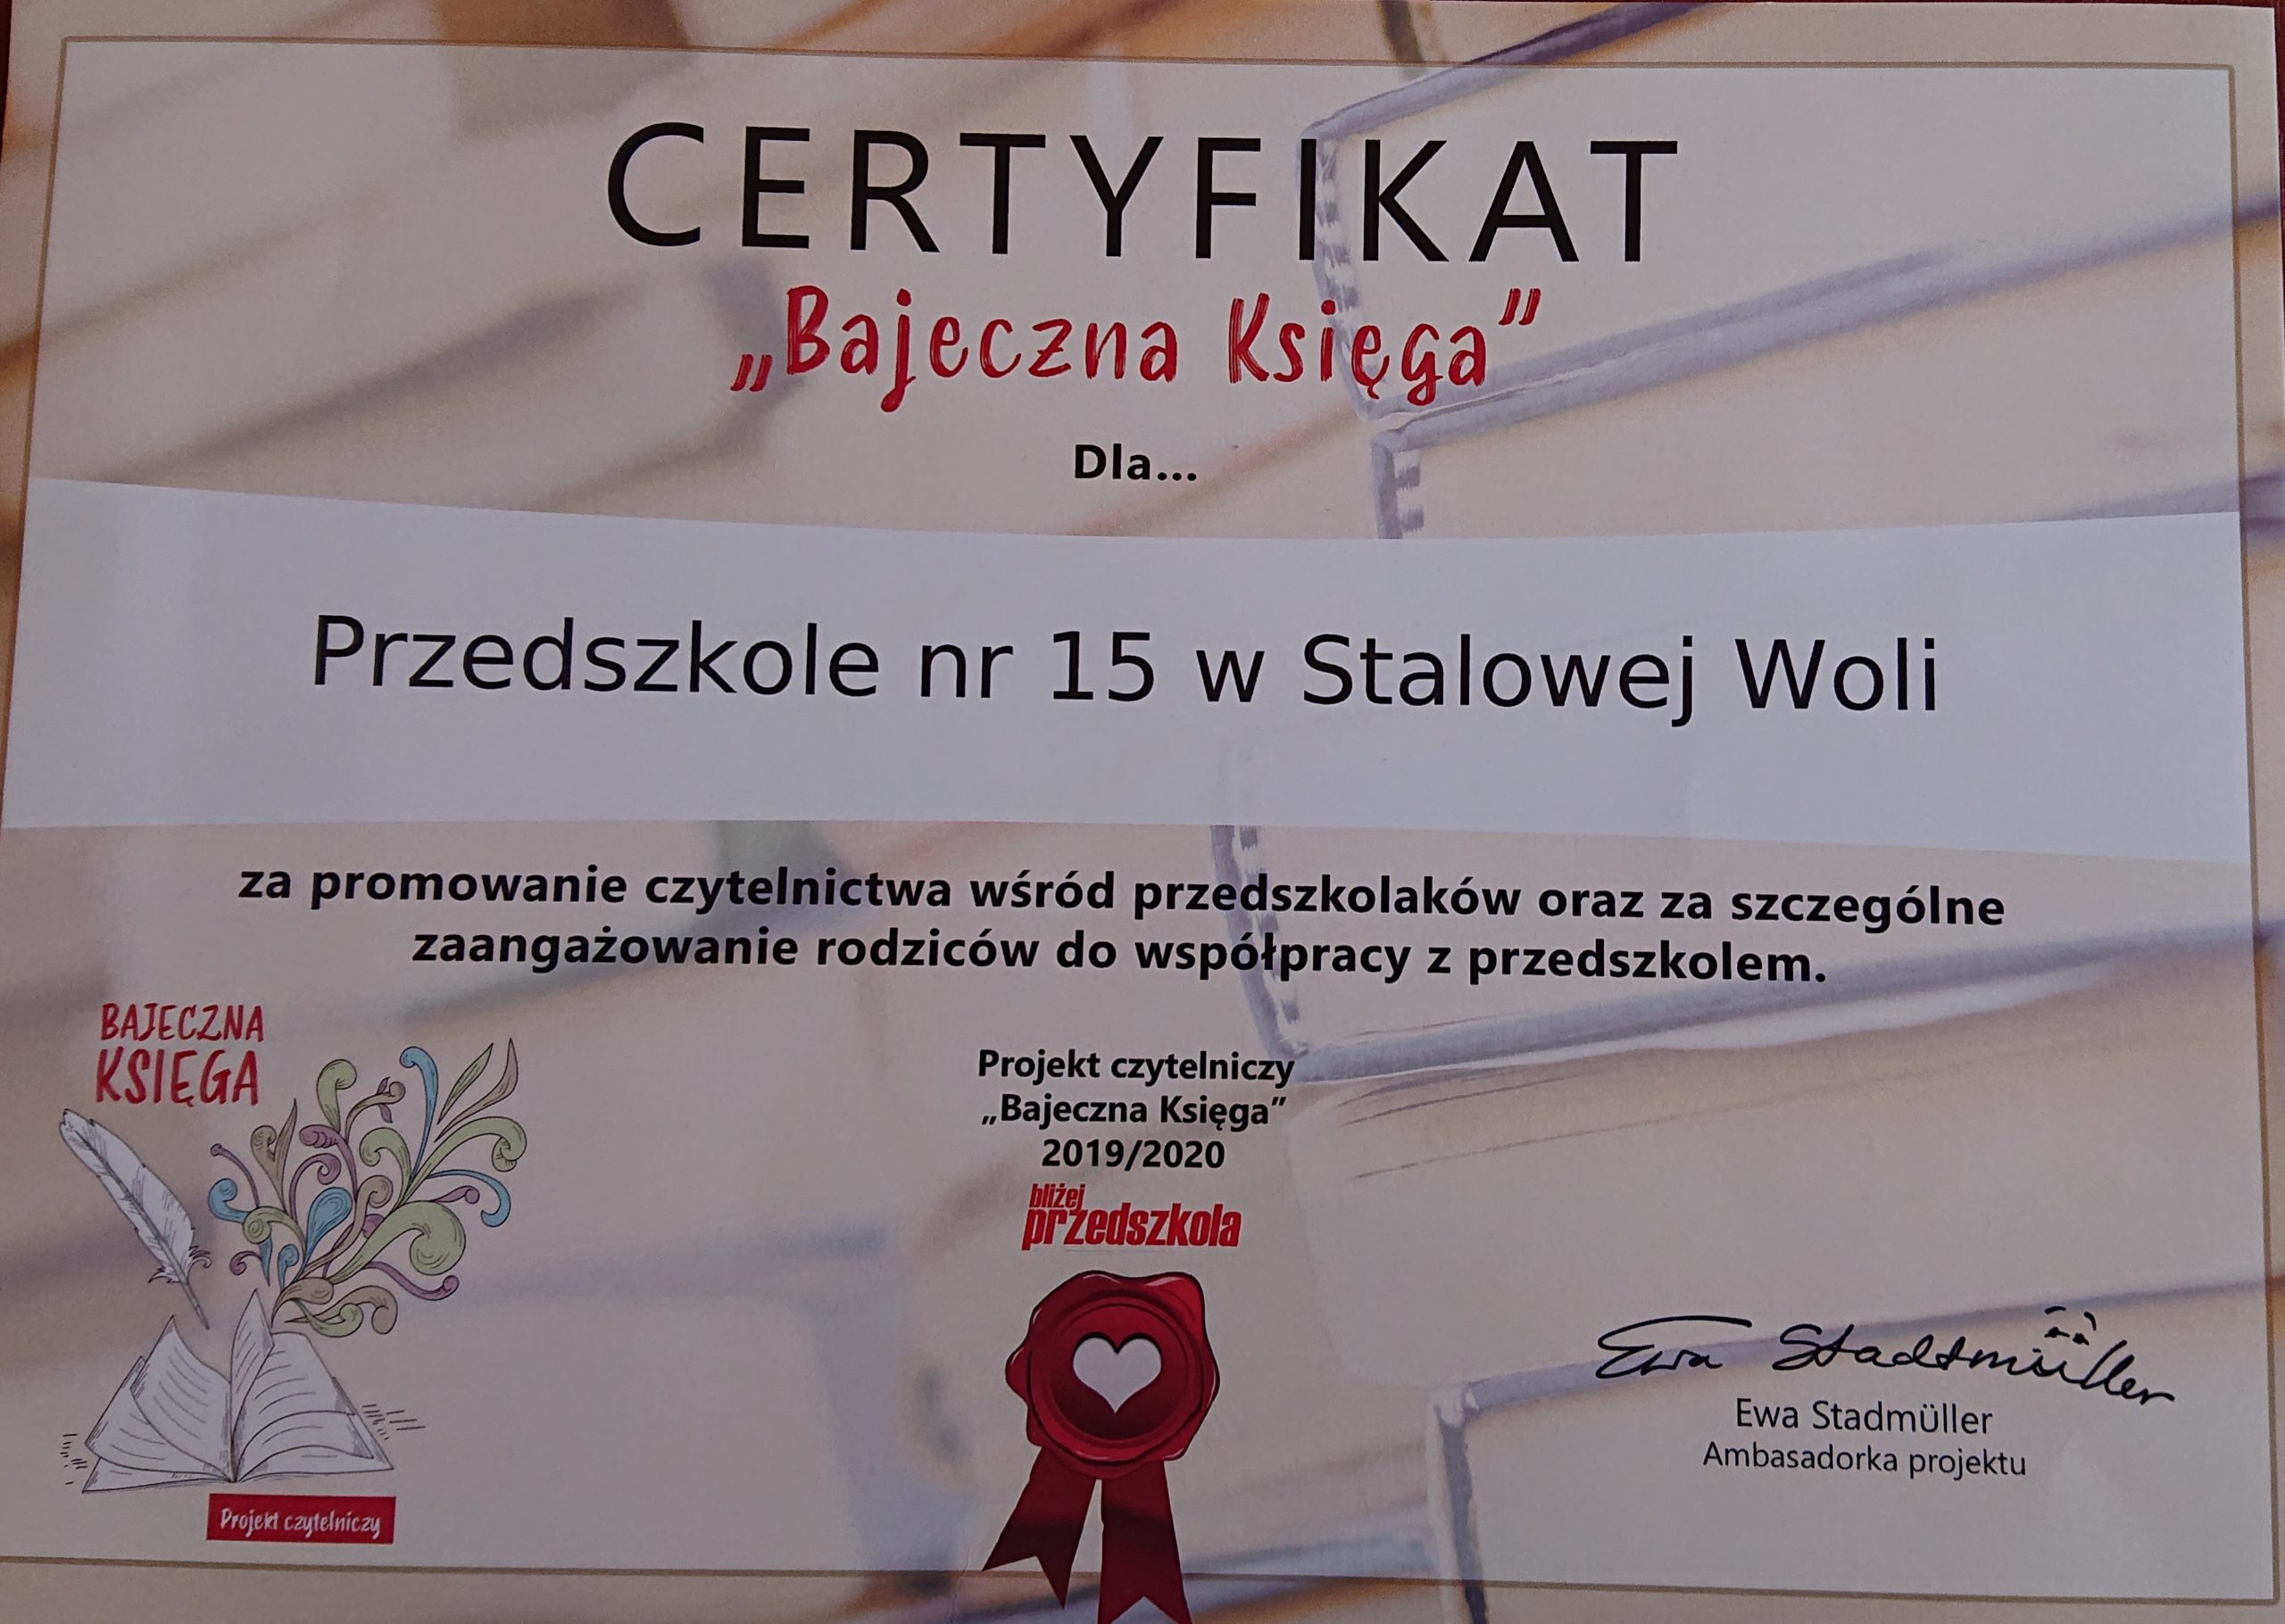 CERTYFIKAT
„Bajeczna Księga”
Dla...
Przedszkole nr 15 w Stalowej Woli
za promowanie czytelnictwa wśród przedszkolaków oraz za szczególne
zaangażowanie rodziców do współpracy z przedszkolem.
BAJECZNA
KSIĘGA
Projekt czytelniczy
Projekt czytelniczy
„Bajeczna Księga”
2019/2020
bliżej
przedszkola
Ewa Stadtmüller
Ewa Stadmüller
Ambasadorka projektu